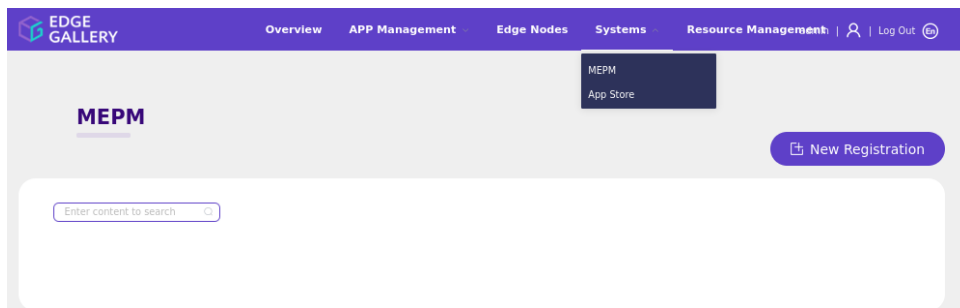 EDGE
GALLERY
Overview APP Management Edge Nodes Systems Resource Management | | Log Out En
MEPM
App Store
MEPM
New Registration
Enter content to search